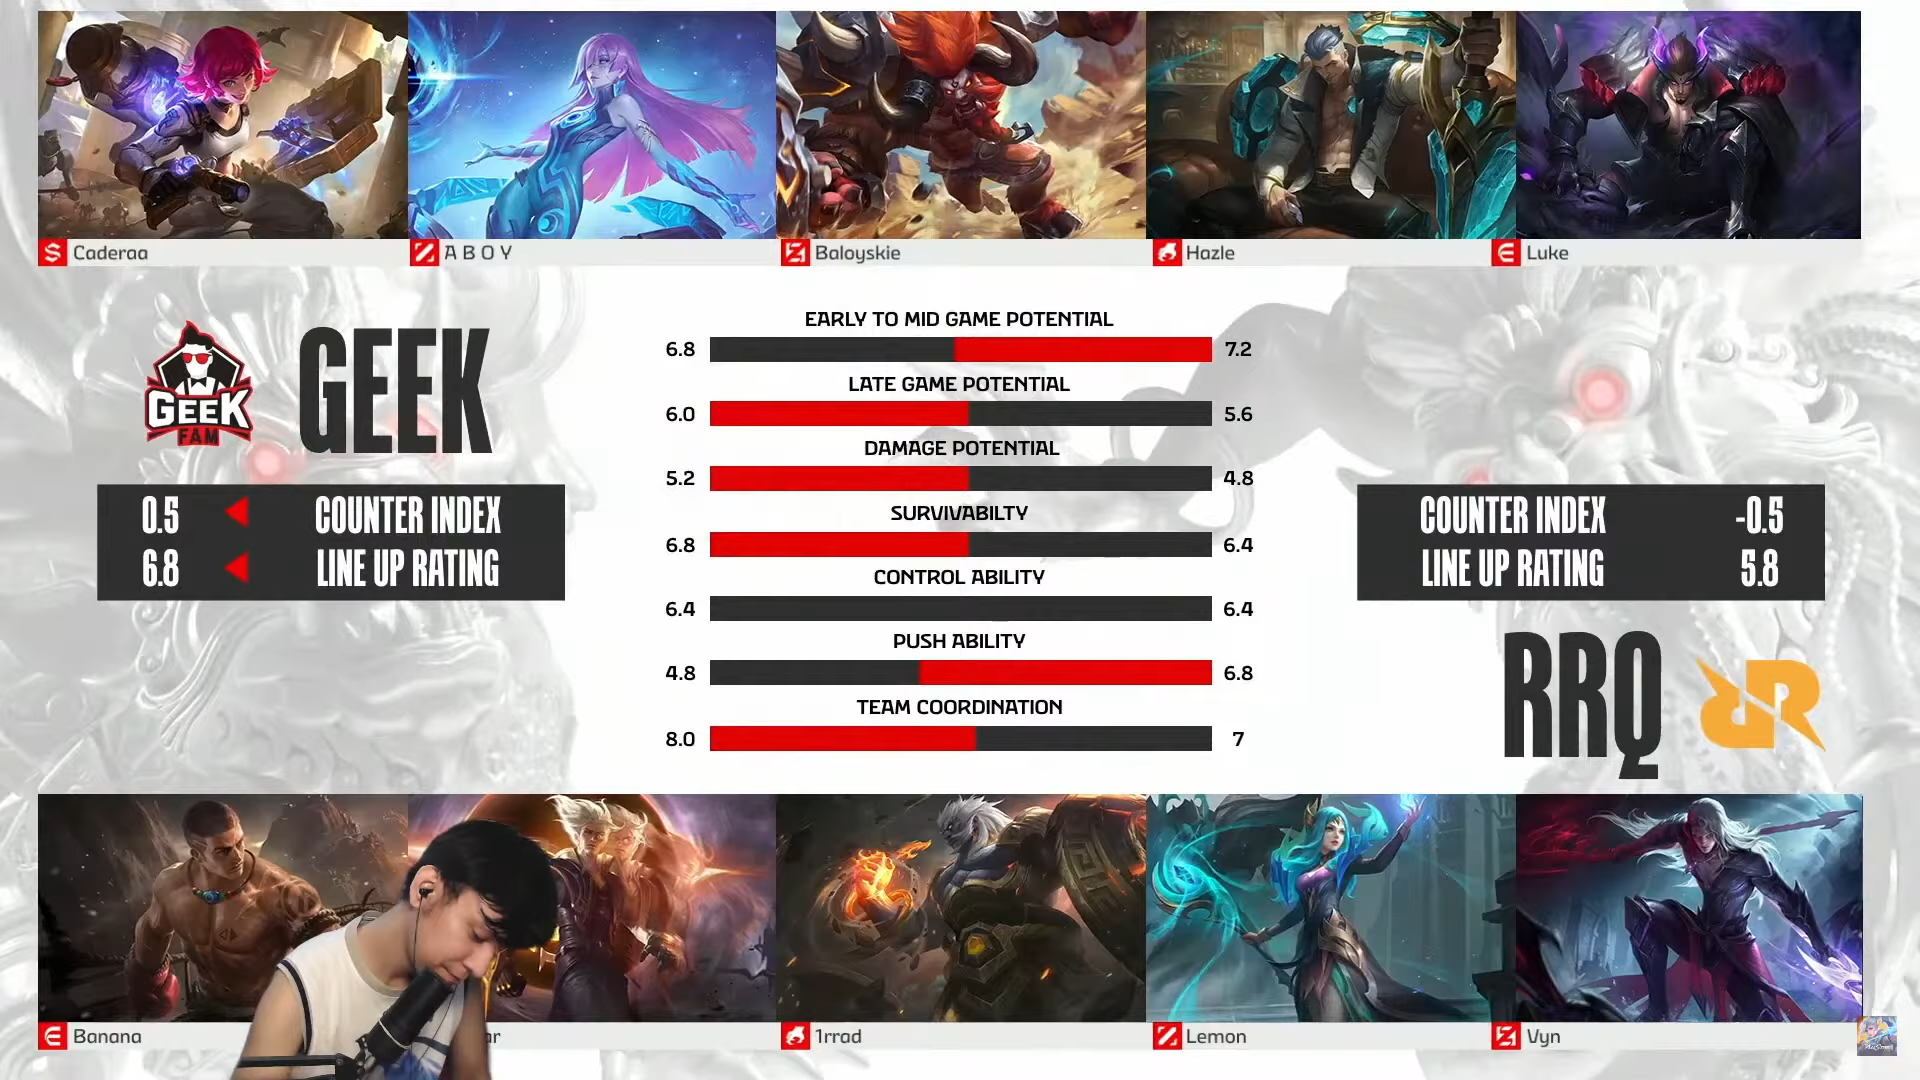 Caderaa
A B O Y
Baloyskie
Hazle
Luke
EARLY TO MID GAME POTENTIAL
6.8
7.2
LATE GAME POTENTIAL
6.0
5.6
DAMAGE POTENTIAL
5.2
4.8
SURVIVABILTY
6.8
6.4
CONTROL ABILITY
6.4
6.4
PUSH ABILITY
4.8
6.8
TEAM COORDINATION
8.0
7
GEEK
FAM
GEEK
0.5 COUNTER INDEX
6.8 LINE UP RATING
COUNTER INDEX -0.5
LINE UP RATING 5.8
RRQ
Banana
ar
1rrad
Lemon
Vyn